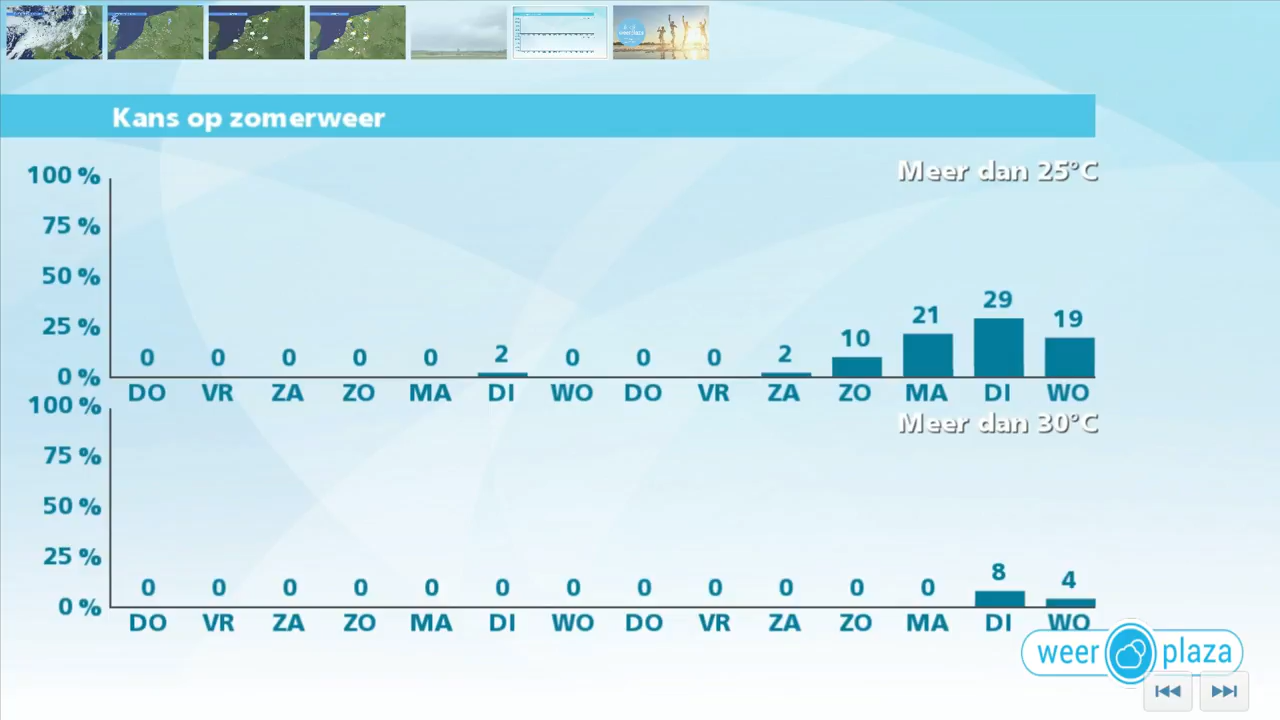 Kans op zomerweer
Meer dan 25°C
100 %
75 %
50 %
25 %
0 %
0 0 0 0 0 2 0 0 0 2 10 21 29 19
DO VR ZA ZO MA DI WO DO VR ZA ZO MA DI WO
Meer dan 30°C
100 %
75 %
50 %
25 %
0 %
0 0 0 0 0 0 0 0 0 0 0 0 8 4
DO VR ZA ZO MA DI WO DO VR ZA ZO MA DI WO
weer plaza